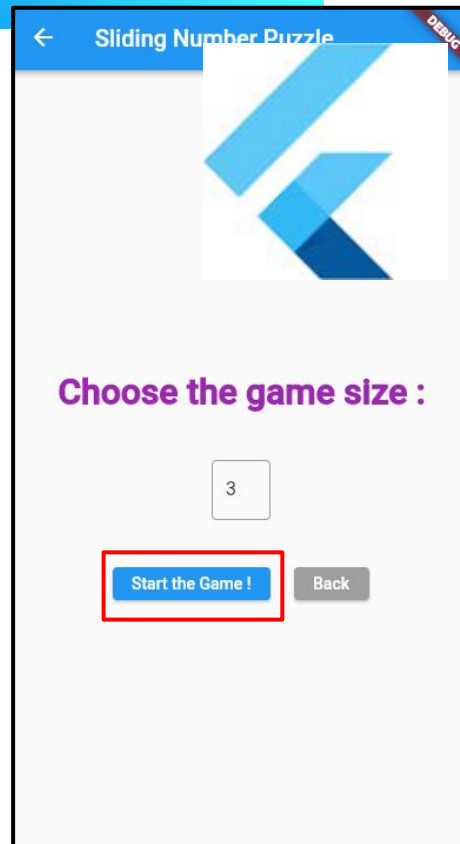 Sliding Number Puzzle
DEBUG
Choose the game size :
3
Start the Game !
Back